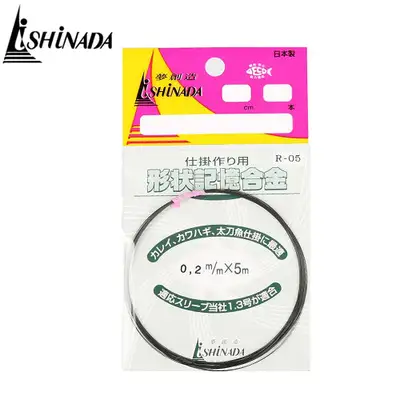 ISHINADA
日本製
夢創造
ISHINADA
cm 本
仕掛作り用 R-05
形状記憶合金
カレイ、カワハギ、太刀魚仕掛に最適
0,2 m/m×5m
適応スリーブ当社1.3号が適合
ISHINADA